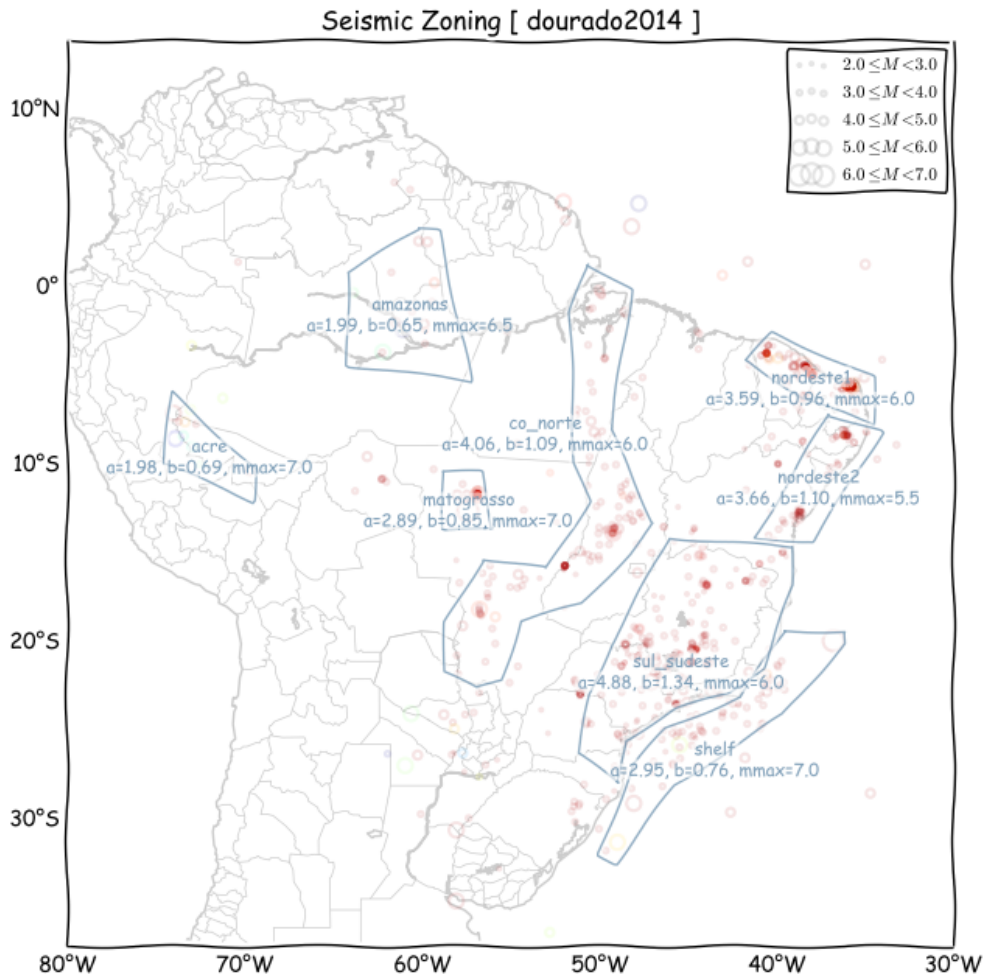 Seismic Zoning [ dourado2014 ]
2.0≤M<3.0
3.0≤M<4.0
4.0≤M<5.0
5.0≤M<6.0
6.0≤M<7.0
10°N
0°
10°S
20°S
30°S
amazonas
a=1.99, b=0.65, mmax=6.5
nordeste1
a=3.59, b=0.96, mmax=6.0
co_norte
a=4.06, b=1.09, mmax=6.0
acre
a=1.98, b=0.69, mmax=7.0
nordeste2
a=3.66, b=1.10, mmax=5.5
matogrosso
a=2.89, b=0.85, mmax=7.0
sul_sudeste
a=4.88, b=1.34, mmax=6.0
shelf
a=2.95, b=0.76, mmax=7.0
80°W 70°W 60°W 50°W 40°W 30°W